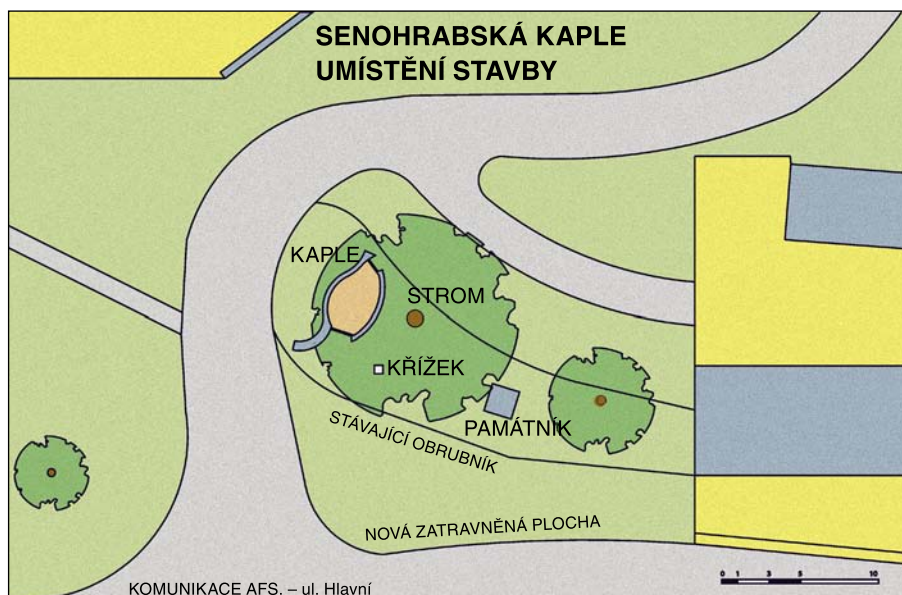 SENOHRABSKÁ KAPLE
UMÍSTĚNÍ STAVBY
KAPLE
STROM
KŘÍŽEK
PAMÁTNÍK
STÁVAJÍCÍ OBRUBNÍK
NOVÁ ZATRAVNĚNÁ PLOCHA
KOMUNIKACE AFS. – ul. Hlavní
0 1 3 5 10